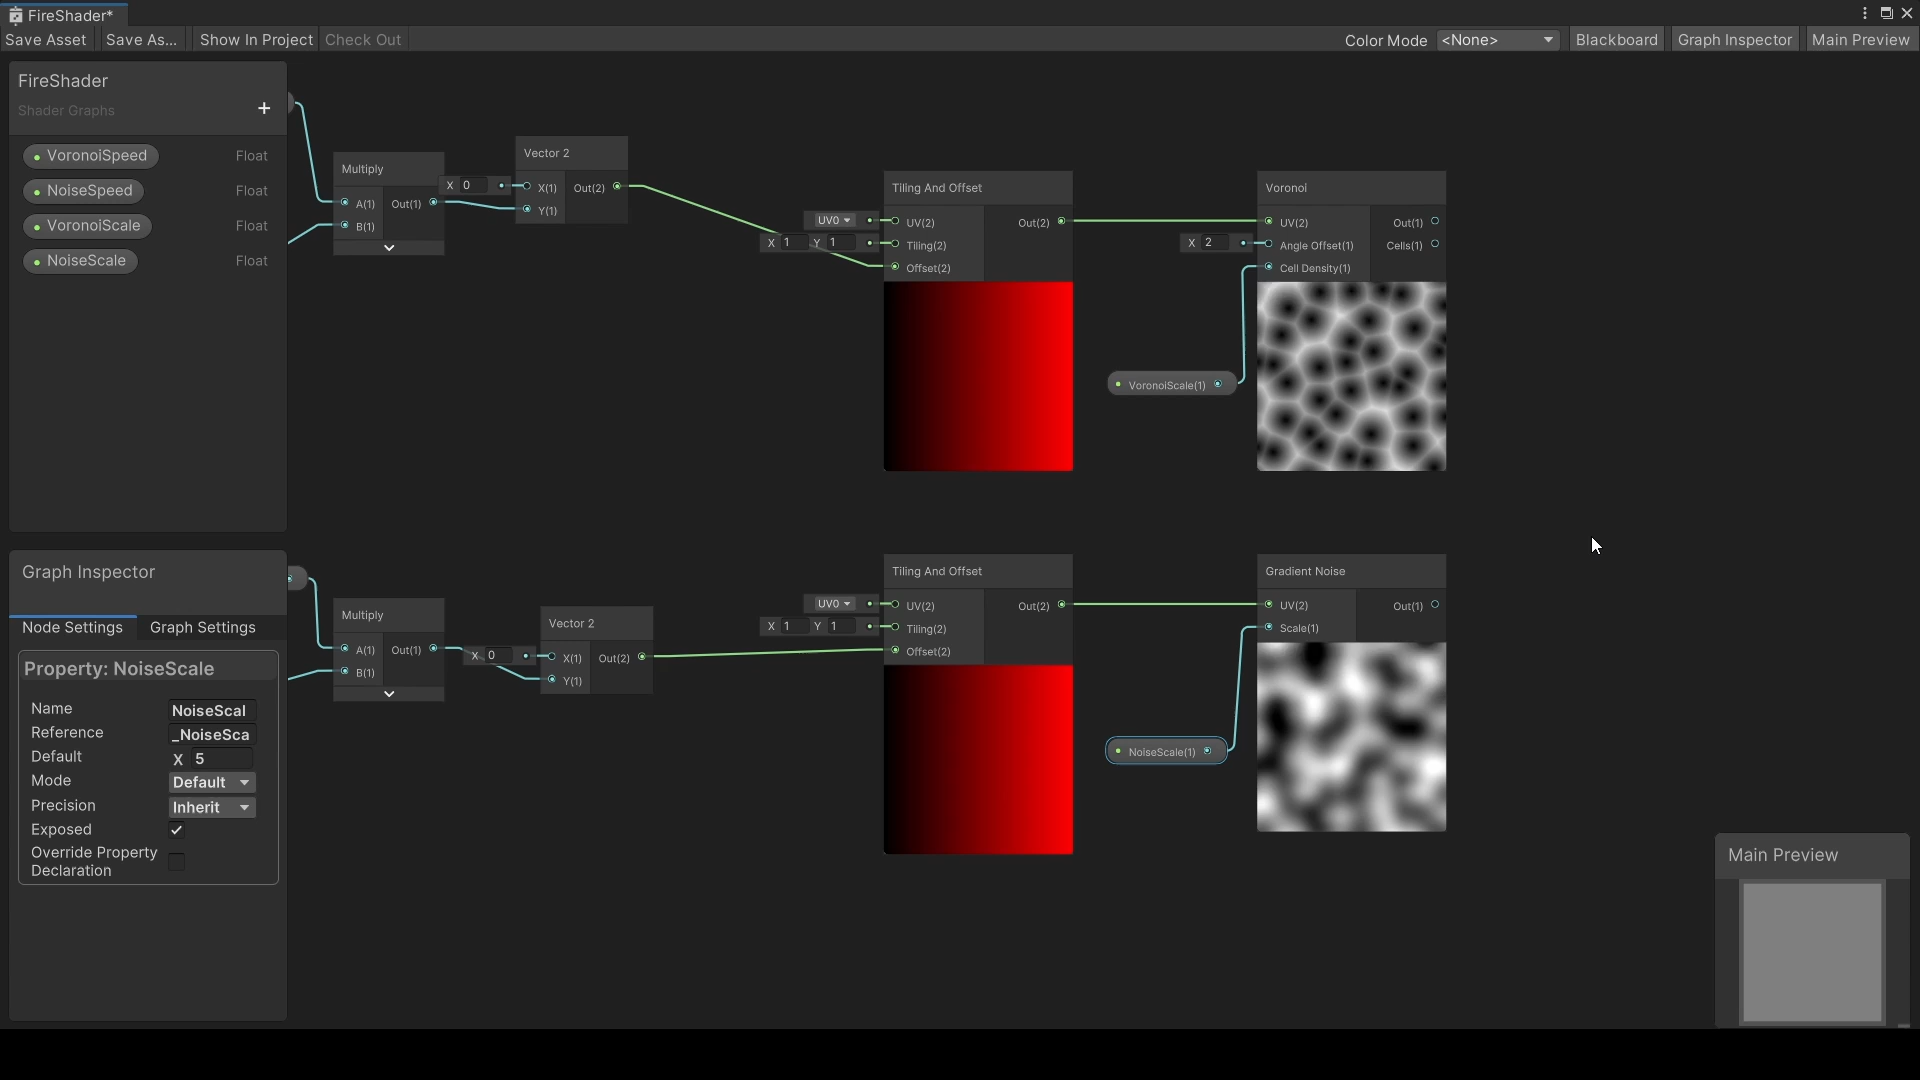 FireShader*
Save Asset
Save As...
Show In Project
Check Out
Color Mode
<None>
Blackboard
Graph Inspector
Main Preview
FireShader
Shader Graphs
+
VoronoiSpeed Float
NoiseSpeed Float
VoronoiScale Float
NoiseScale Float
Multiply
A(1) Out(1)
B(1)
X 0
Vector 2
X(1) Out(2)
Y(1)
Tiling And Offset
UV0
UV(2) Out(2)
X 1 Y 1
Tiling(2)
Offset(2)
Voronoi
UV(2) Out(1)
X 2
Angle Offset(1) Cells(1)
Cell Density(1)
VoronoiScale(1)
Graph Inspector
Node Settings
Graph Settings
Property: NoiseScale
Name NoiseScal
Reference _NoiseSca
Default X 5
Mode Default
Precision Inherit
Exposed
Override Property
Declaration
Multiply
A(1) Out(1)
B(1)
X 0
Vector 2
X(1) Out(2)
Y(1)
Tiling And Offset
UV0
UV(2) Out(2)
X 1 Y 1
Tiling(2)
Offset(2)
Gradient Noise
UV(2) Out(1)
Scale(1)
NoiseScale(1)
Main Preview